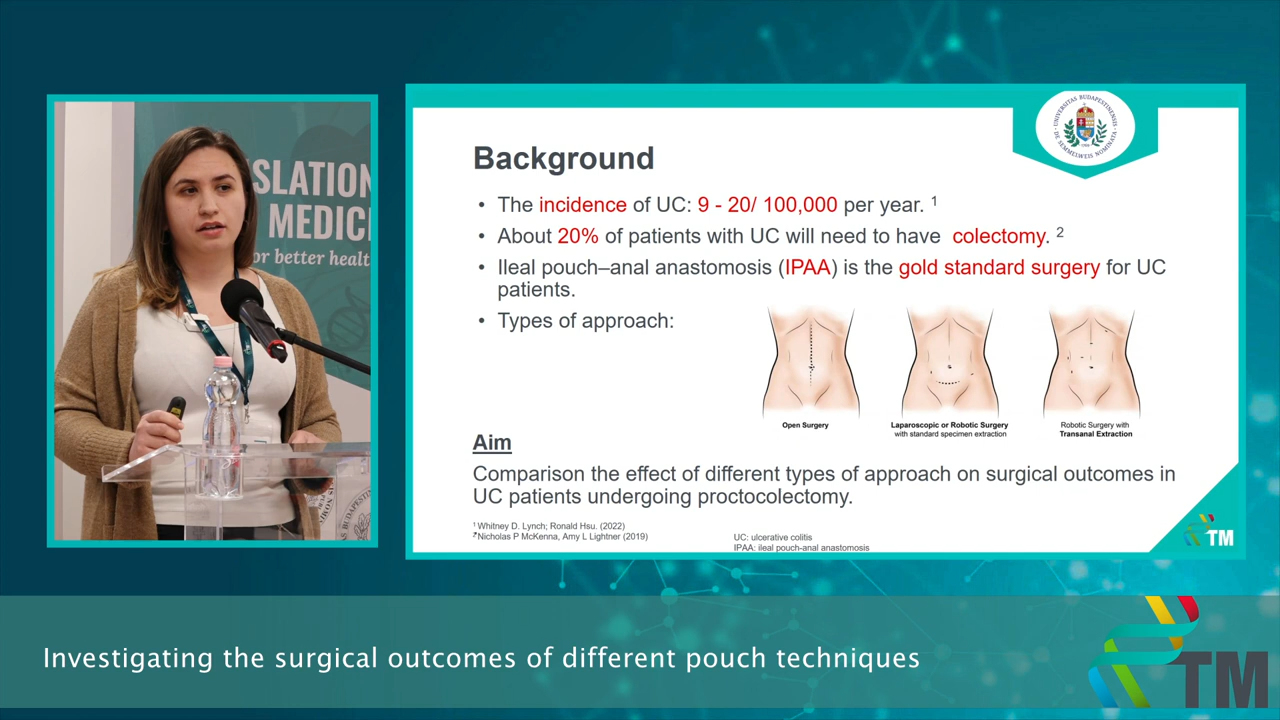 SLATION
MEDICI
or better healt
Background
• The incidence of UC: 9 - 20/ 100,000 per year. 1
• About 20% of patients with UC will need to have colectomy. 2
• Ileal pouch–anal anastomosis (IPAA) is the gold standard surgery for UC
patients.
• Types of approach:
Open Surgery
Laparoscopic or Robotic Surgery
with standard specimen extraction
Robotic Surgery with
Transanal Extraction
Aim
Comparison the effect of different types of approach on surgical outcomes in
UC patients undergoing proctocolectomy.
1 Whitney D. Lynch; Ronald Hsu. (2022)
2 Nicholas P McKenna, Amy L Lightner (2019)
UC: ulcerative colitis
IPAA: ileal pouch-anal anastomosis
UNIVERSITAS BUDAPESTINENSIS
DE SEMMELWEIS NOMINATA
TM
Investigating the surgical outcomes of different pouch techniques
TM